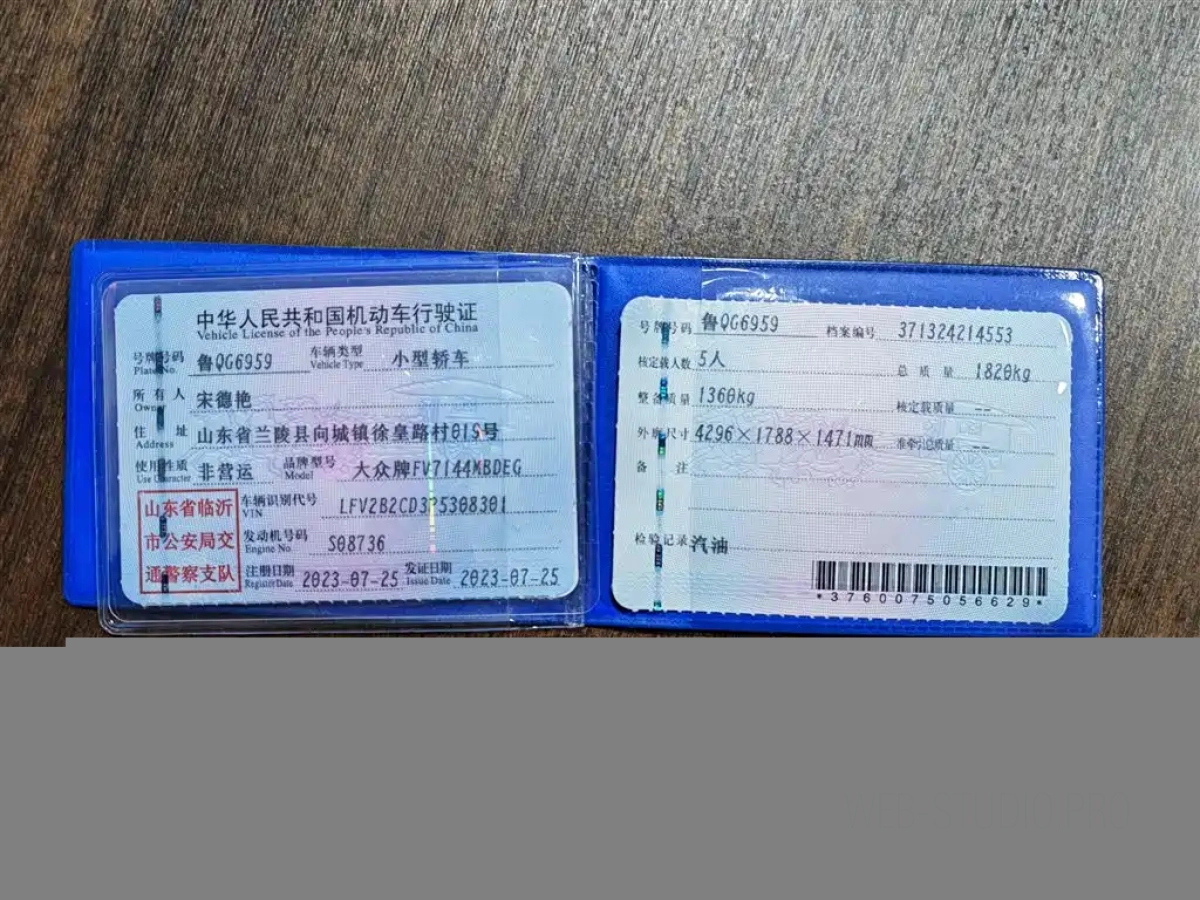 中华人民共和国机动车行驶证
Vehicle License of the People's Republic of China
号牌号码 鲁QG6959 车辆类型 小型轿车
Plate No. Vehicle Type
所有人 宋德艳
Owner
住址 山东省兰陵县向城镇徐皇路村019号
Address
使用性质 非营运 品牌型号 大众牌FV7144MBDEG
Use Character Model
山东省临沂
市公安局交
通警察支队
车辆识别代号 LFV2B2CD3P5308301
VIN
发动机号码 S08736
Engine No.
注册日期 2023-07-25 发证日期 2023-07-25
Register Date Issue Date
号牌号码 鲁QG6959 档案编号 371324214553
核定载人数 5人 总质量 1820kg
整备质量 1360kg 核定载质量 --
外廓尺寸 4296×1788×1471mm 准牵引总质量 --
备注
检验记录 汽油
*3760075056629*